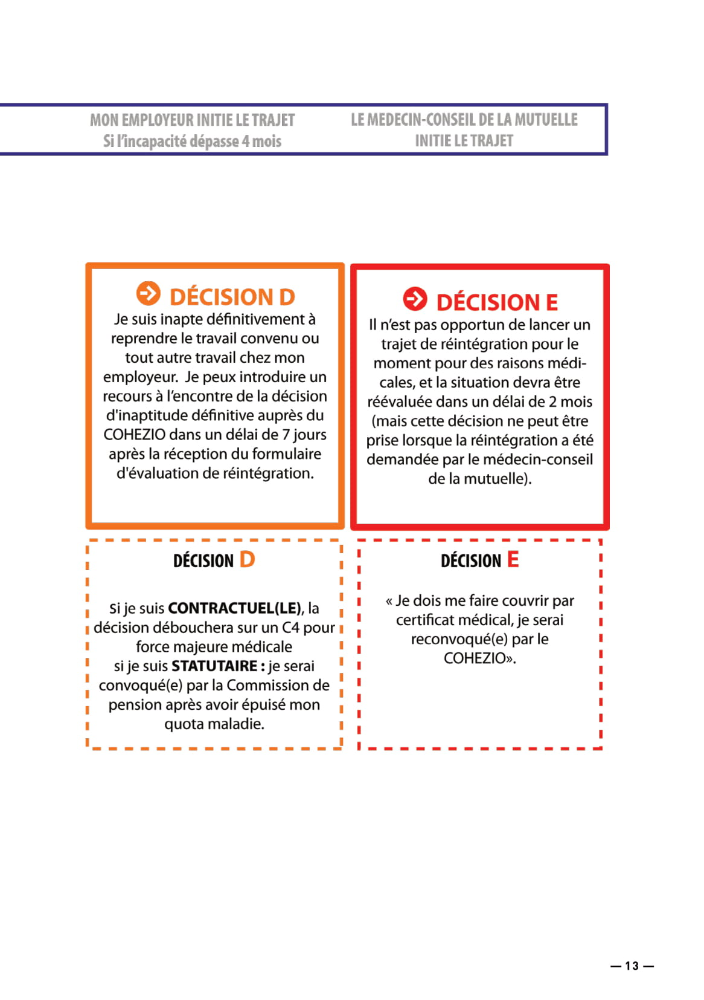 MON EMPLOYEUR INITIE LE TRAJET
Si l’incapacité dépasse 4 mois
LE MEDECIN-CONSEIL DE LA MUTUELLE
INITIE LE TRAJET
DÉCISION D
Je suis inapte définitivement à
reprendre le travail convenu ou
tout autre travail chez mon
employeur. Je peux introduire un
recours à l’encontre de la décision
d'inaptitude définitive auprès du
COHEZIO dans un délai de 7 jours
après la réception du formulaire
d'évaluation de réintégration.
DÉCISION E
Il n’est pas opportun de lancer un
trajet de réintégration pour le
moment pour des raisons médi-
cales, et la situation devra être
réévaluée dans un délai de 2 mois
(mais cette décision ne peut être
prise lorsque la réintégration a été
demandée par le médecin-conseil
de la mutuelle).
DÉCISION D
Si je suis CONTRACTUEL(LE), la
décision débouchera sur un C4 pour
force majeure médicale
si je suis STATUTAIRE : je serai
convoqué(e) par la Commission de
pension après avoir épuisé mon
quota maladie.
DÉCISION E
« Je dois me faire couvrir par
certificat médical, je serai
reconvoqué(e) par le
COHEZIO».
— 13 —